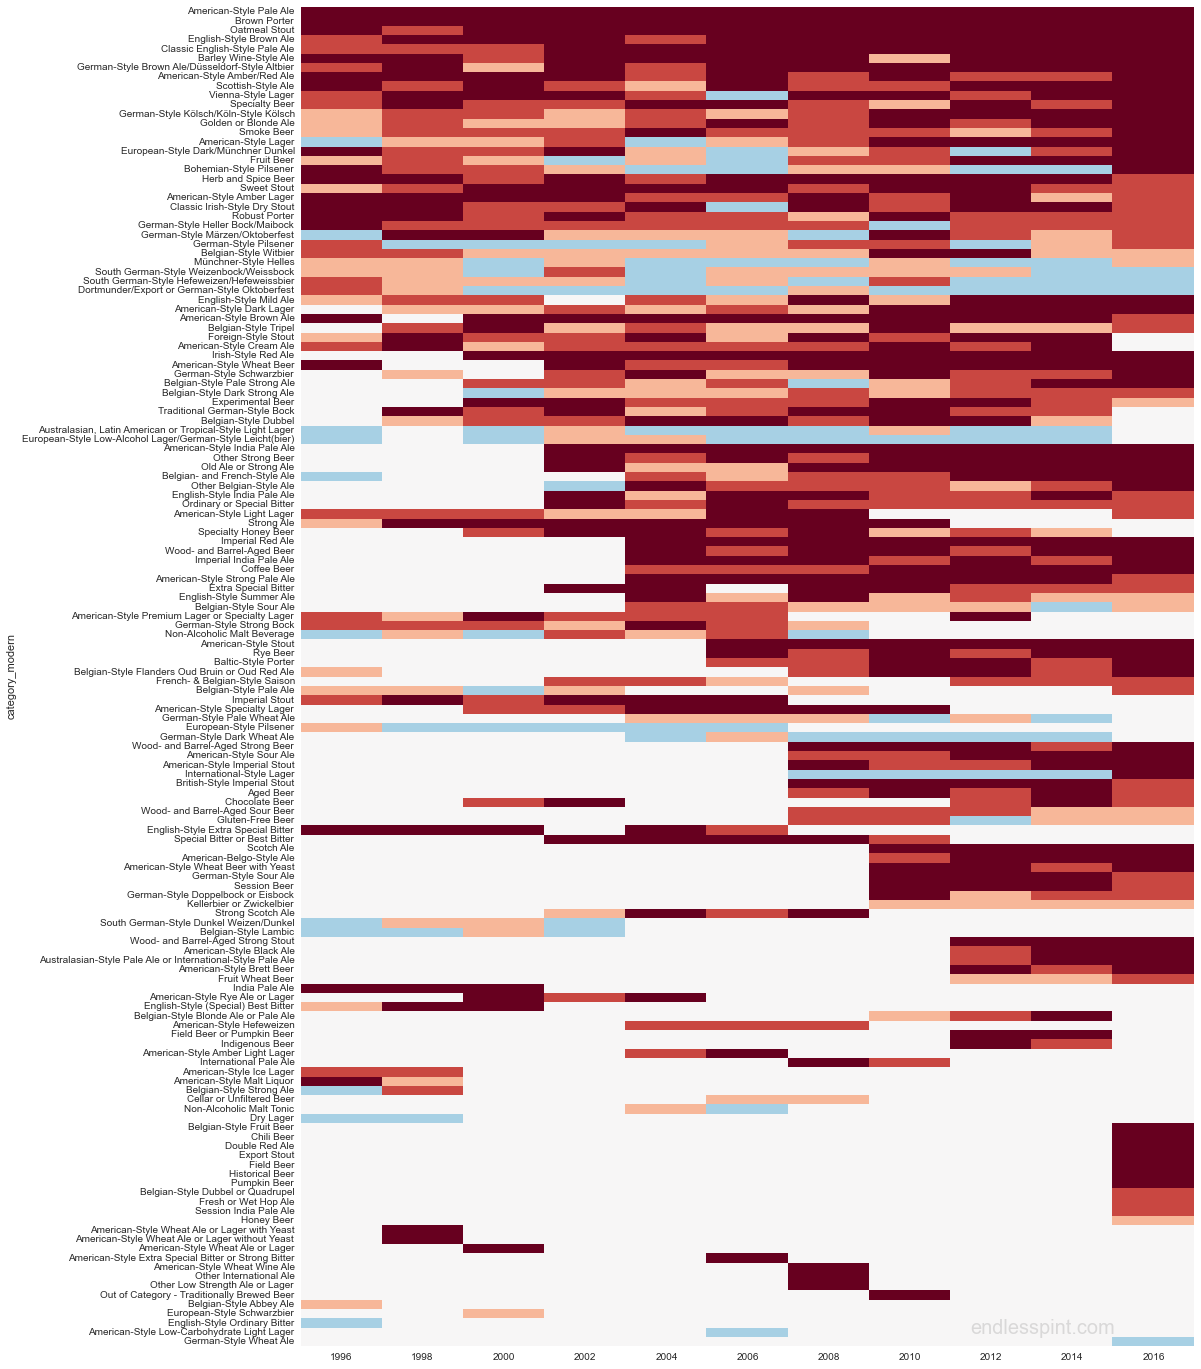 American-Style Pale Ale
Brown Porter
Oatmeal Stout
English-Style Brown Ale
Classic English-Style Pale Ale
Barley Wine-Style Ale
German-Style Brown Ale/Düsseldorf-Style Altbier
American-Style Amber/Red Ale
Scottish-Style Ale
Vienna-Style Lager
Specialty Beer
German-Style Kölsch/Köln-Style Kölsch
Golden or Blonde Ale
Smoke Beer
American-Style Lager
European-Style Dark/Münchner Dunkel
Fruit Beer
Bohemian-Style Pilsener
Herb and Spice Beer
Sweet Stout
American-Style Amber Lager
Classic Irish-Style Dry Stout
Robust Porter
German-Style Heller Bock/Maibock
German-Style Märzen/Oktoberfest
German-Style Pilsener
Belgian-Style Witbier
Münchner-Style Helles
South German-Style Weizenbock/Weissbock
South German-Style Hefeweizen/Hefeweissbier
Dortmunder/Export or German-Style Oktoberfest
English-Style Mild Ale
American-Style Dark Lager
American-Style Brown Ale
Belgian-Style Tripel
Foreign-Style Stout
American-Style Cream Ale
Irish-Style Red Ale
American-Style Wheat Beer
German-Style Schwarzbier
Belgian-Style Pale Strong Ale
Belgian-Style Dark Strong Ale
Experimental Beer
Traditional German-Style Bock
Belgian-Style Dubbel
Australasian, Latin American or Tropical-Style Light Lager
European-Style Low-Alcohol Lager/German-Style Leicht(bier)
American-Style India Pale Ale
Other Strong Beer
Old Ale or Strong Ale
Belgian- and French-Style Ale
Other Belgian-Style Ale
English-Style India Pale Ale
Ordinary or Special Bitter
American-Style Light Lager
Strong Ale
Specialty Honey Beer
Imperial Red Ale
Wood- and Barrel-Aged Beer
Imperial India Pale Ale
Coffee Beer
American-Style Strong Pale Ale
Extra Special Bitter
English-Style Summer Ale
Belgian-Style Sour Ale
American-Style Premium Lager or Specialty Lager
German-Style Strong Bock
Non-Alcoholic Malt Beverage
American-Style Stout
Rye Beer
Baltic-Style Porter
Belgian-Style Flanders Oud Bruin or Oud Red Ale
French- & Belgian-Style Saison
Belgian-Style Pale Ale
Imperial Stout
American-Style Specialty Lager
German-Style Pale Wheat Ale
European-Style Pilsener
German-Style Dark Wheat Ale
Wood- and Barrel-Aged Strong Beer
American-Style Sour Ale
American-Style Imperial Stout
International-Style Lager
British-Style Imperial Stout
Aged Beer
Chocolate Beer
Wood- and Barrel-Aged Sour Beer
Gluten-Free Beer
English-Style Extra Special Bitter
Special Bitter or Best Bitter
Scotch Ale
American-Belgo-Style Ale
American-Style Wheat Beer with Yeast
German-Style Sour Ale
Session Beer
German-Style Doppelbock or Eisbock
Kellerbier or Zwickelbier
Strong Scotch Ale
South German-Style Dunkel Weizen/Dunkel
Belgian-Style Lambic
Wood- and Barrel-Aged Strong Stout
American-Style Black Ale
Australasian-Style Pale Ale or International-Style Pale Ale
American-Style Brett Beer
Fruit Wheat Beer
India Pale Ale
American-Style Rye Ale or Lager
English-Style (Special) Best Bitter
Belgian-Style Blonde Ale or Pale Ale
American-Style Hefeweizen
Field Beer or Pumpkin Beer
Indigenous Beer
American-Style Amber Light Lager
International Pale Ale
American-Style Ice Lager
American-Style Malt Liquor
Belgian-Style Strong Ale
Cellar or Unfiltered Beer
Non-Alcoholic Malt Tonic
Dry Lager
Belgian-Style Fruit Beer
Chili Beer
Double Red Ale
Export Stout
Field Beer
Historical Beer
Pumpkin Beer
Belgian-Style Dubbel or Quadrupel
Fresh or Wet Hop Ale
Session India Pale Ale
Honey Beer
American-Style Wheat Ale or Lager with Yeast
American-Style Wheat Ale or Lager without Yeast
American-Style Wheat Ale or Lager
American-Style Extra Special Bitter or Strong Bitter
American-Style Wheat Wine Ale
Other International Ale
Other Low Strength Ale or Lager
Out of Category - Traditionally Brewed Beer
Belgian-Style Abbey Ale
European-Style Schwarzbier
English-Style Ordinary Bitter
American-Style Low-Carbohydrate Light Lager
German-Style Wheat Ale
category_modern
endlesspint.com
1996 1998 2000 2002 2004 2006 2008 2010 2012 2014 2016